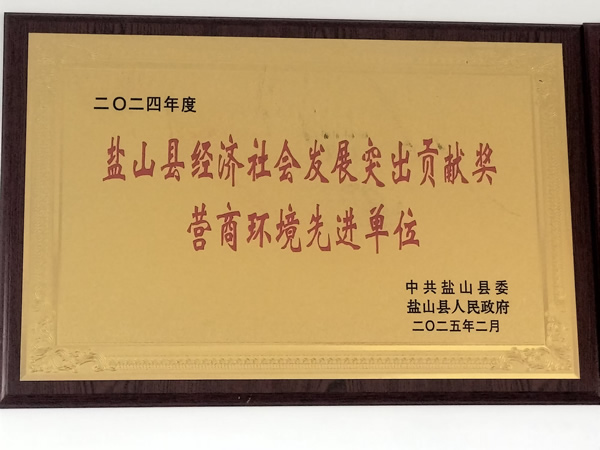 二〇二四年度
盐山县经济社会发展突出贡献奖
营商环境先进单位
中共盐山县委
盐山县人民政府
二〇二五年二月